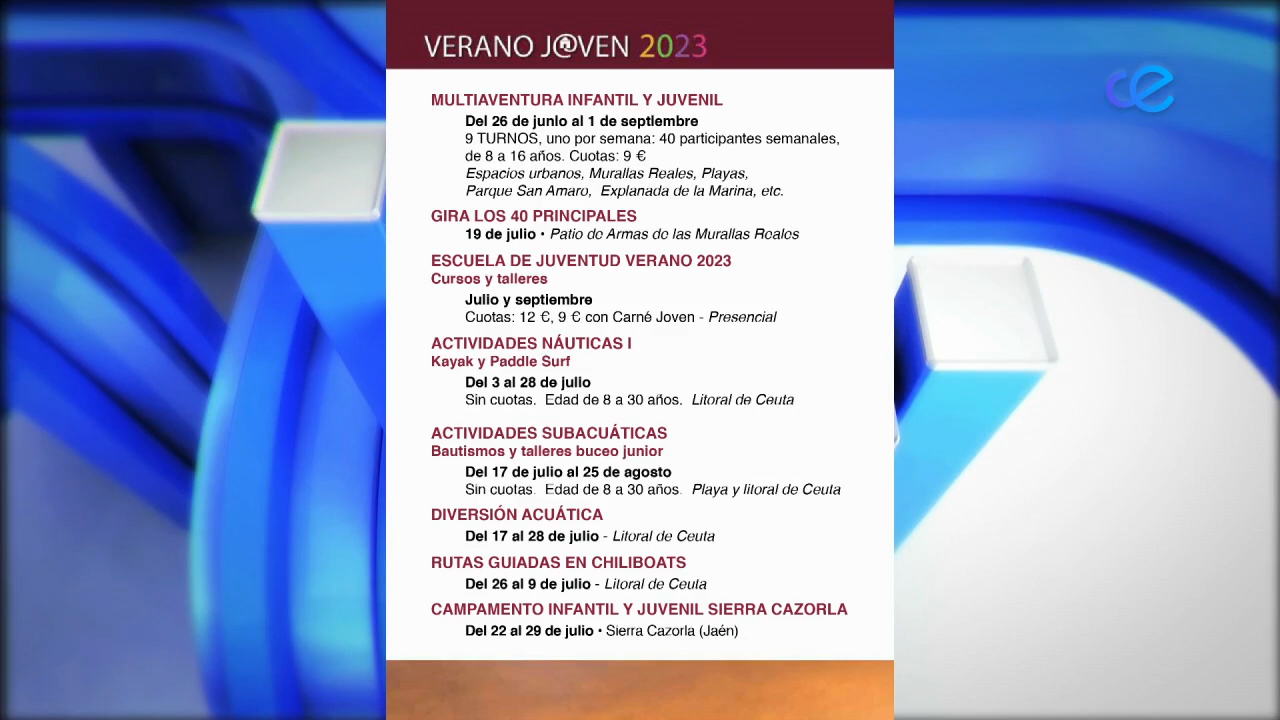 VERANO J@VEN 2023
ce
MULTIAVENTURA INFANTIL Y JUVENIL
Del 26 de junio al 1 de septiembre
9 TURNOS, uno por semana: 40 participantes semanales,
de 8 a 16 años. Cuotas: 9 €
Espacios urbanos, Murallas Reales, Playas,
Parque San Amaro, Explanada de la Marina, etc.
GIRA LOS 40 PRINCIPALES
19 de julio • Patio de Armas de las Murallas Reales
ESCUELA DE JUVENTUD VERANO 2023
Cursos y talleres
Julio y septiembre
Cuotas: 12 €, 9 € con Carné Joven - Presencial
ACTIVIDADES NÁUTICAS I
Kayak y Paddle Surf
Del 3 al 28 de julio
Sin cuotas. Edad de 8 a 30 años. Litoral de Ceuta
ACTIVIDADES SUBACUÁTICAS
Bautismos y talleres buceo junior
Del 17 de julio al 25 de agosto
Sin cuotas. Edad de 8 a 30 años. Playa y litoral de Ceuta
DIVERSIÓN ACUÁTICA
Del 17 al 28 de julio - Litoral de Ceuta
RUTAS GUIADAS EN CHILIBOATS
Del 26 al 9 de julio - Litoral de Ceuta
CAMPAMENTO INFANTIL Y JUVENIL SIERRA CAZORLA
Del 22 al 29 de julio • Sierra Cazorla (Jaén)